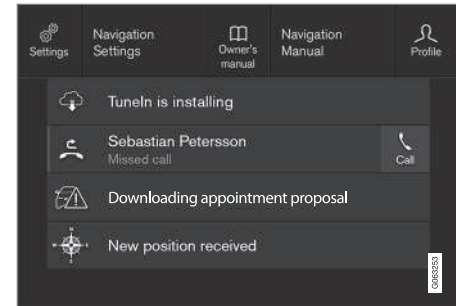 Settings
Navigation Settings
Owner's manual
Navigation Manual
Profile
TuneIn is installing
Sebastian Petersson
Missed call
Call
Downloading appointment proposal
New position received
G063253